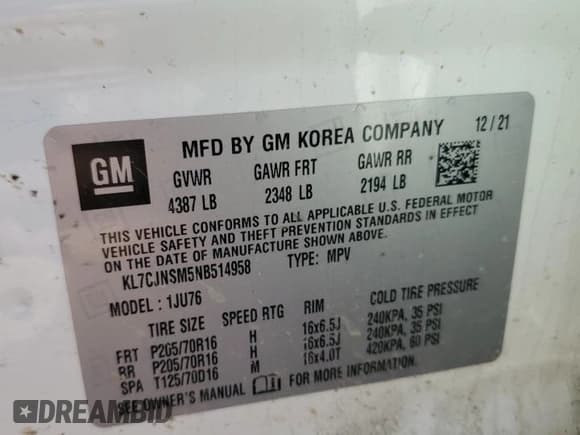 GM
MFD BY GM KOREA COMPANY 12/21
GVWR GAWR FRT GAWR RR
4387 LB 2348 LB 2194 LB
THIS VEHICLE CONFORMS TO ALL APPLICABLE U.S. FEDERAL MOTOR
VEHICLE SAFETY AND THEFT PREVENTION STANDARDS IN EFFECT
ON THE DATE OF MANUFACTURE SHOWN ABOVE.
KL7CJNSM5NB514958 TYPE: MPV
MODEL: 1JU76
TIRE SIZE SPEED RTG RIM COLD TIRE PRESSURE
FRT P205/70R16 H 16x6.5J 240KPA, 35 PSI
RR P205/70R16 H 16x6.5J 240KPA, 35 PSI
SPA T125/70D16 M 16x4.0T 420KPA, 60 PSI
SEE OWNER'S MANUAL FOR MORE INFORMATION
DREAMBID